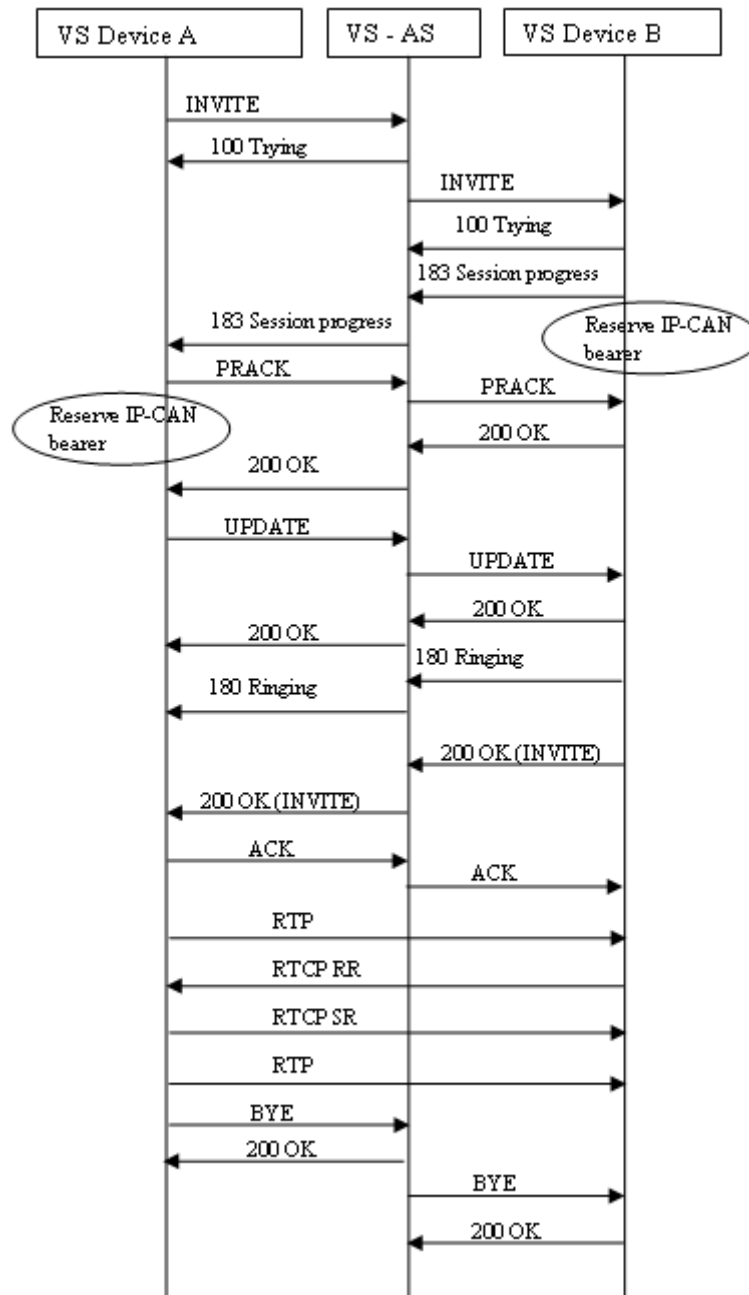 VS Device A
VS - AS
VS Device B
INVITE
100 Trying
INVITE
100 Trying
183 Session progress
183 Session progress
Reserve IP-CAN
bearer
PRACK
PRACK
Reserve IP-CAN
bearer
200 OK
200 OK
UPDATE
UPDATE
200 OK
200 OK
180 Ringing
180 Ringing
200 OK (INVITE)
200 OK (INVITE)
ACK
ACK
RTP
RTCP RR
RTCP SR
RTP
BYE
200 OK
BYE
200 OK